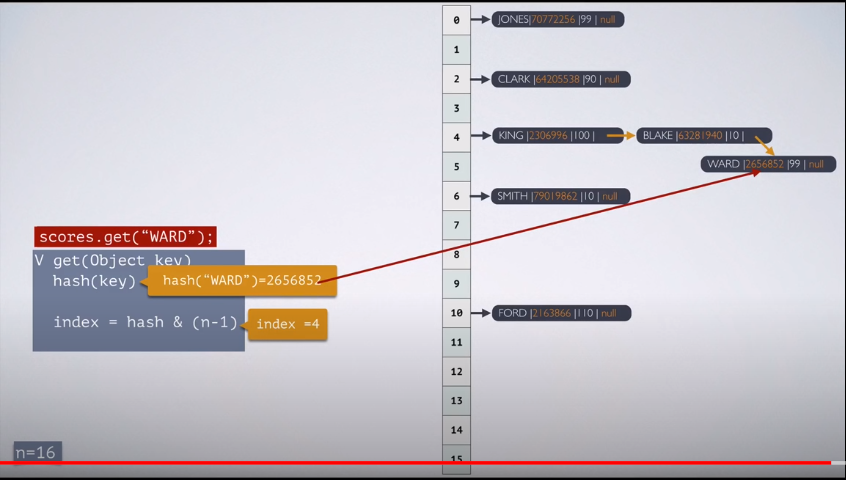 0
JONES|70772256 |99 | null
1
2
CLARK |64205538 |90 | null
3
4
KING |2306996 |100 |
BLAKE |63281940 |10 |
5
WARD |2656852 |99 | null
6
SMITH |79019862 |10 | null
7
scores.get(“WARD”);
8
V get(Object key)
hash(key)
hash(“WARD”)=2656852
9
10
FORD |2163866 |110 | null
index = hash & (n-1)
index =4
11
12
13
14
n=16
15